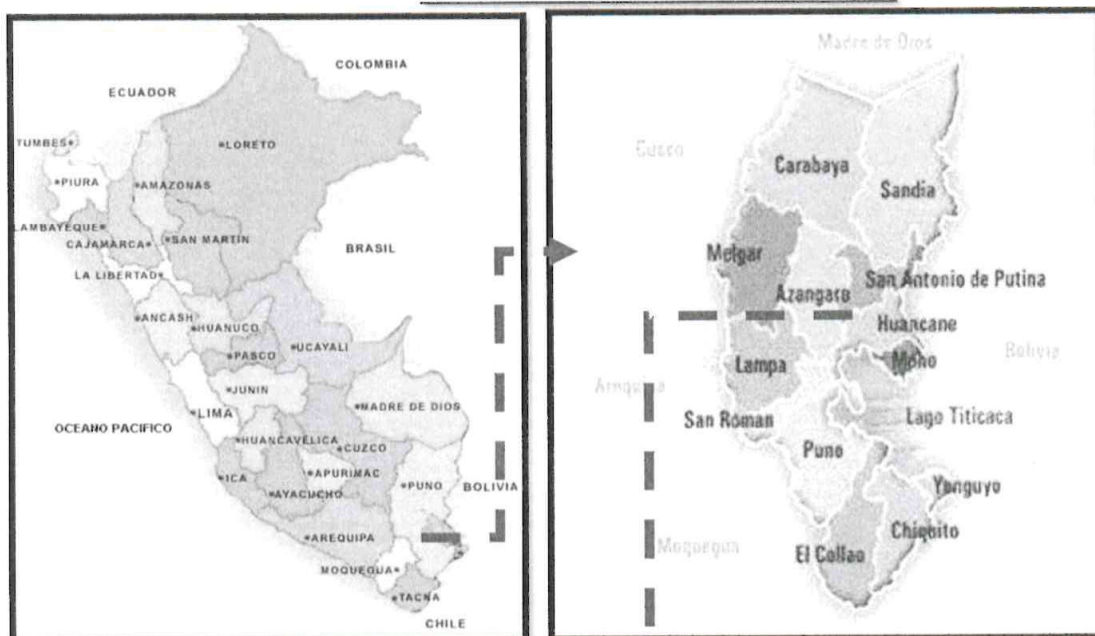 COLOMBIA
ECUADOR
TUMBES
LORETO
PIURA
AMAZONAS
LAMBAYEQUE
CAJAMARCA
SAN MARTÍN
BRASIL
LA LIBERTAD
ANCASH
HUANUCO
UCAYALI
PASCO
JUNIN
MADRE DE DIOS
LIMA
OCEANO PACIFICO
HUANCAVELICA
CUZCO
ICA
APURIMAC
PUNO
BOLIVIA
AYACUCHO
AREQUIPA
MOQUEGUA
TACNA
CHILE
Madre de Dios
Cusco
Carabaya
Sandia
Melgar
San Antonio de Putina
Azangaro
Huancane
Moho
Bolivia
Lampa
Arequipa
Lago Titicaca
San Roman
Puno
Yunguyo
Chiquito
Moquegua
El Collao